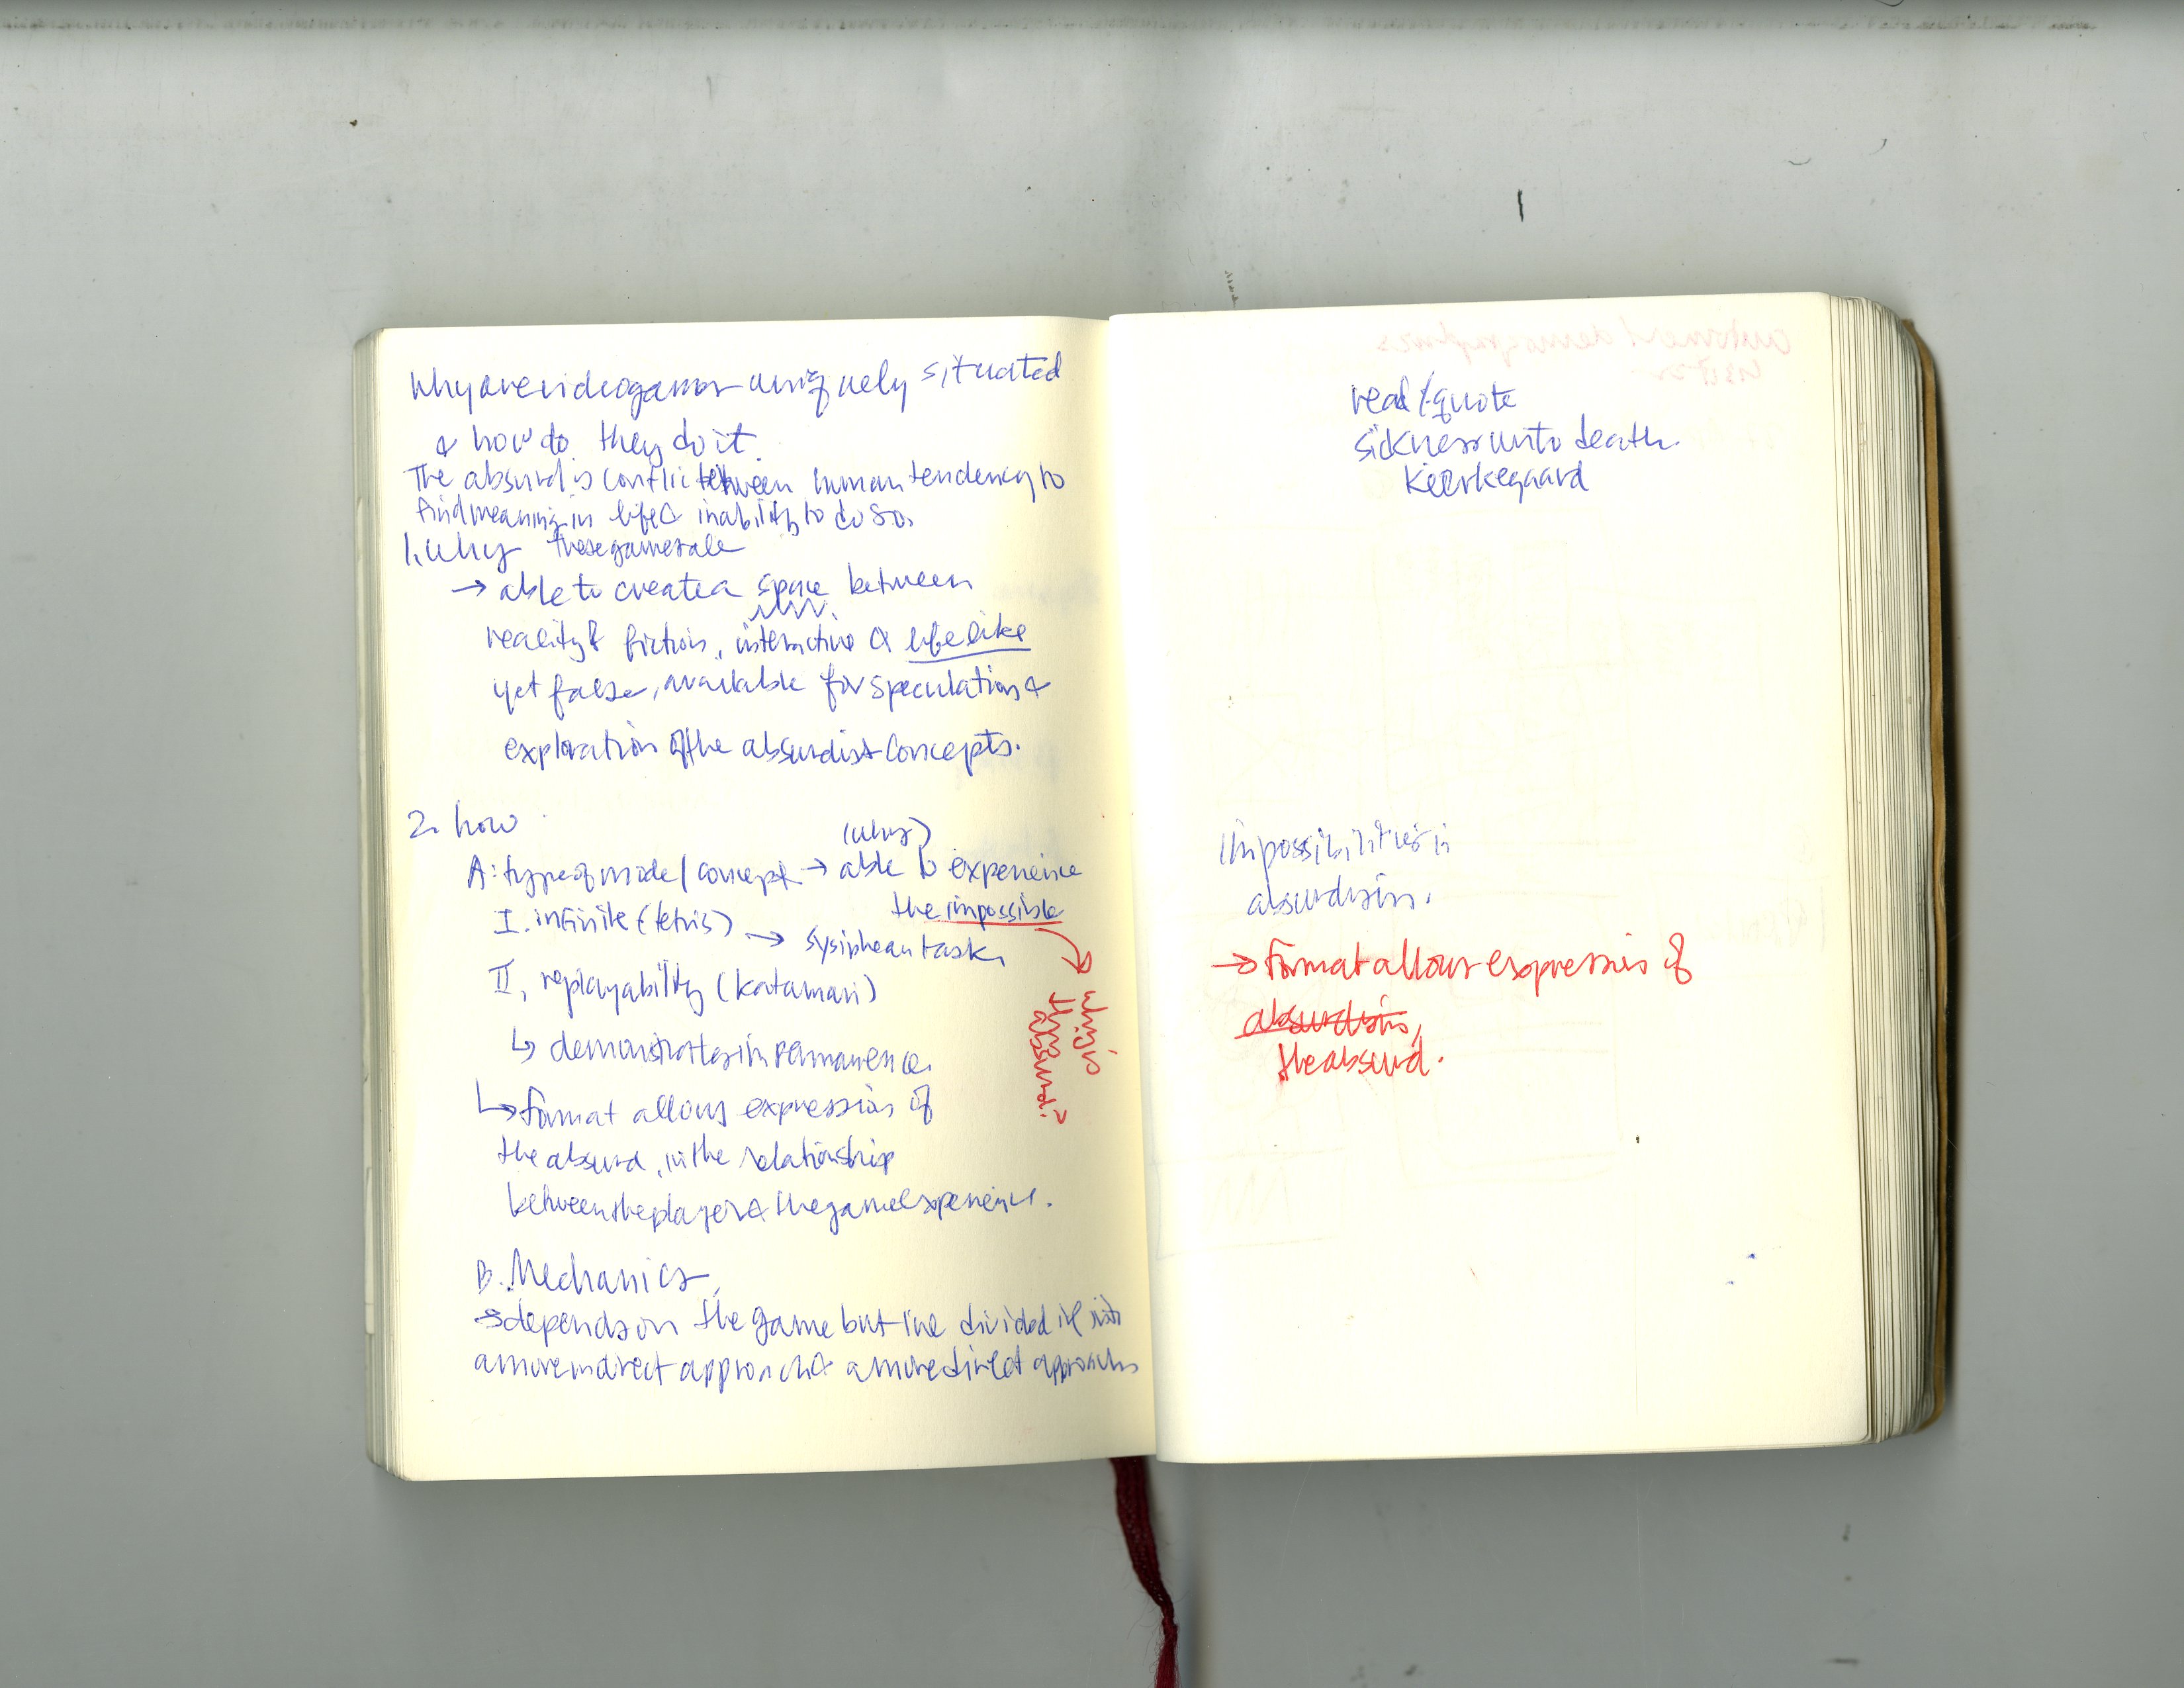 Why are videogames uniquely situated
& how do they do it.
The absurd is conflict between human tendency to
find meaning in life & inability to do so.
1. Why these games are
→ able to create a space between
reality & fiction, interactive & lifelike
yet false, available for speculation &
exploration of the absurdist concepts.
2. how
(why)
A: type of mode/concept → able to experience
the impossible
I. infinite (tetris) → sysiphean task
II. replayability (katamari)
↳ demonstrates impermanence.
↳ format allows expression of
the absurd, in the relationship
between the player & the game experience.
B. Mechanics,
→ depends on the game but I've divided it into
a more indirect approach & a more direct approach
which is
the absurd.
read/quote
sickness unto death.
Kierkegaard
impossibilities in
absurdism.
→ format allows expression of
absurdism,
the absurd.